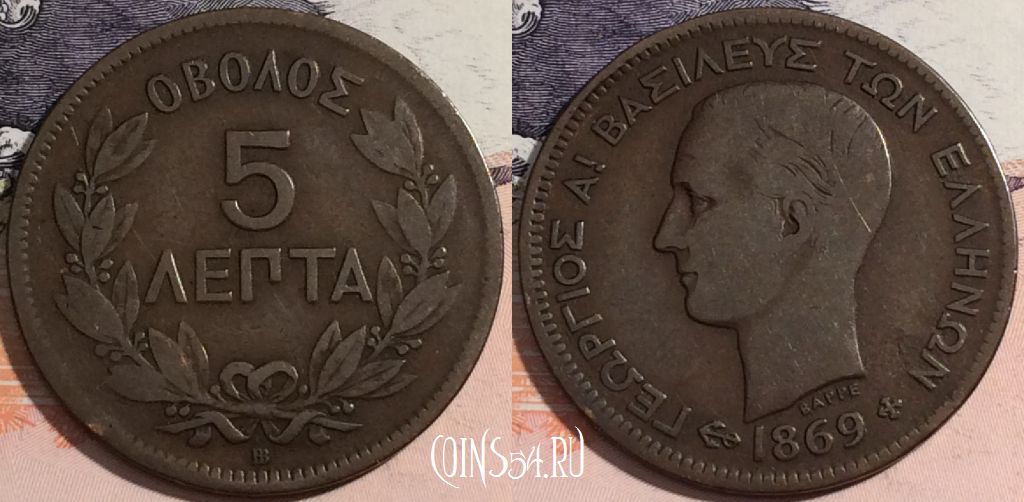 ΟΒΟΛΟΣ
5
ΛΕΠΤΑ
BB
ΓΕΩΡΓΙΟΣ Α! ΒΑΣΙΛΕΥΣ ΤΩΝ ΕΛΛΗΝΩΝ
ΒΑΡΡΕ
1869
COINS54.RU